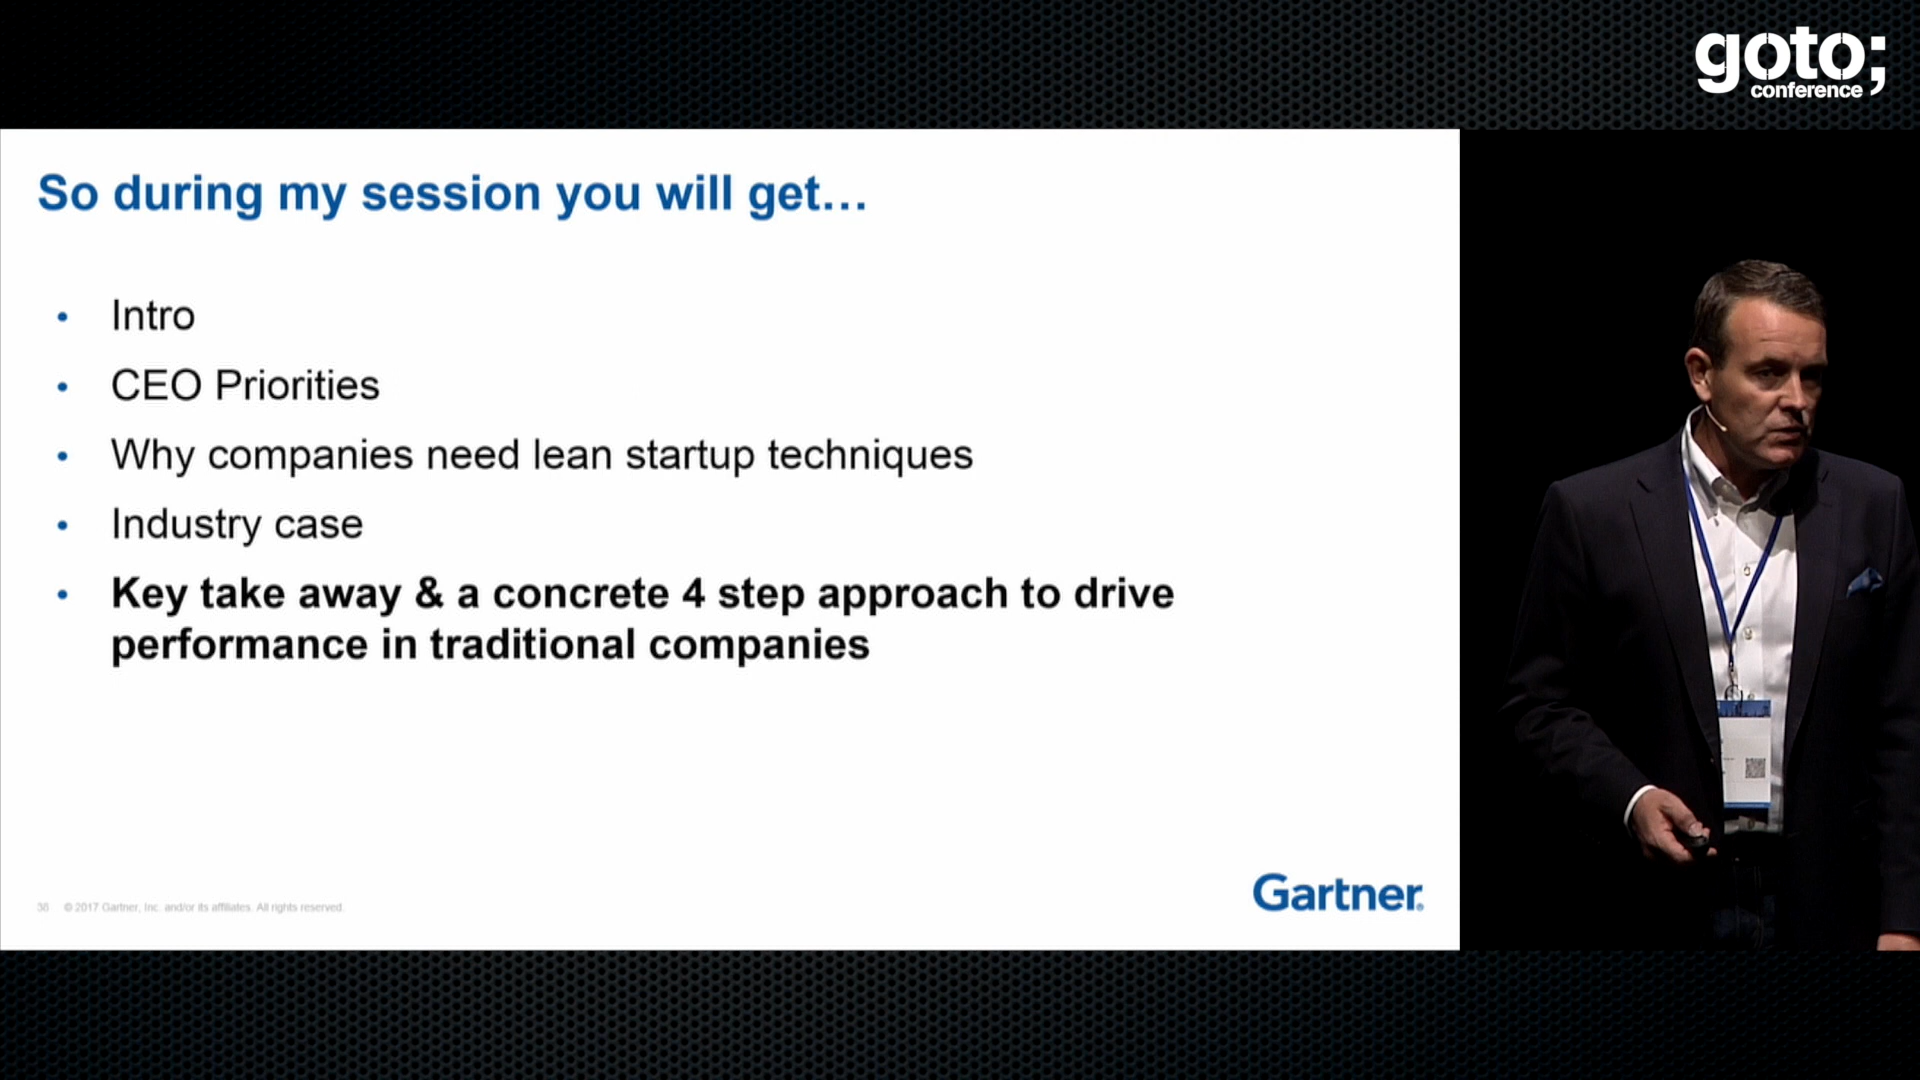 goto;
conference
So during my session you will get...
• Intro
• CEO Priorities
• Why companies need lean startup techniques
• Industry case
• Key take away & a concrete 4 step approach to drive
performance in traditional companies
36 © 2017 Gartner, Inc. and/or its affiliates. All rights reserved.
Gartner®